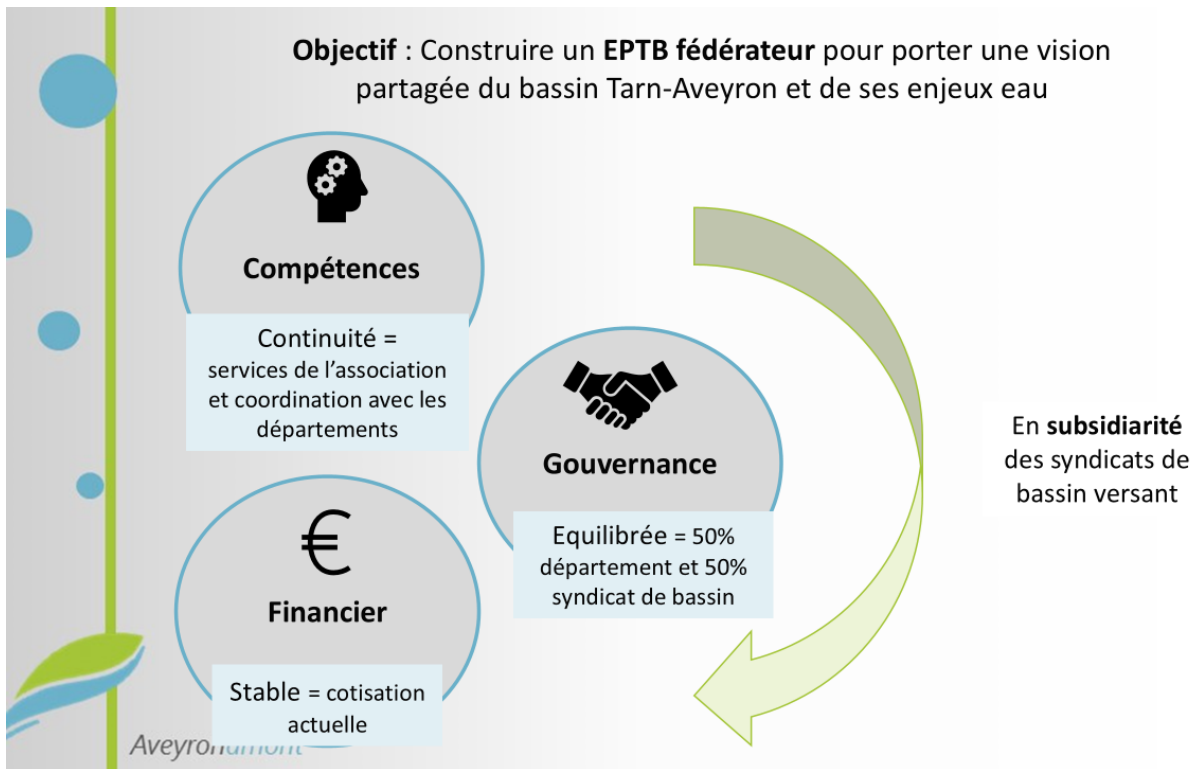 Objectif : Construire un EPTB fédérateur pour porter une vision
partagée du bassin Tarn-Aveyron et de ses enjeux eau
Compétences
Continuité =
services de l'association
et coordination avec les
départements
Gouvernance
Equilibrée = 50%
département et 50%
syndicat de bassin
€
Financier
Stable = cotisation
actuelle
En subsidiarité
des syndicats de
bassin versant
Aveyronamont